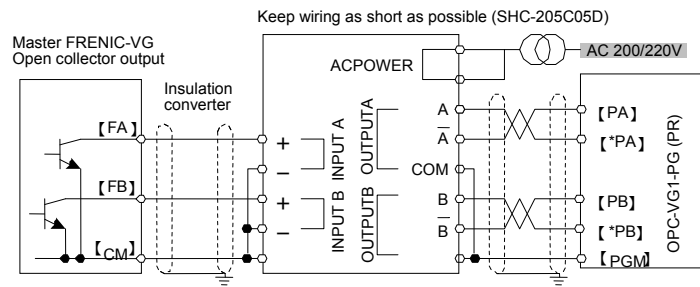 Keep wiring as short as possible (SHC-205C05D)
Master FRENIC-VG
Open collector output
AC 200/220V
ACPOWER
Insulation
converter
【FA】
+
INPUT A
−
OUTPUTA
A
A
【PA】
【*PA】
COM
【FB】
+
INPUT B
−
OUTPUTB
B
B
【PB】
【*PB】
【CM】
【PGM】
OPC-VG1-PG (PR)